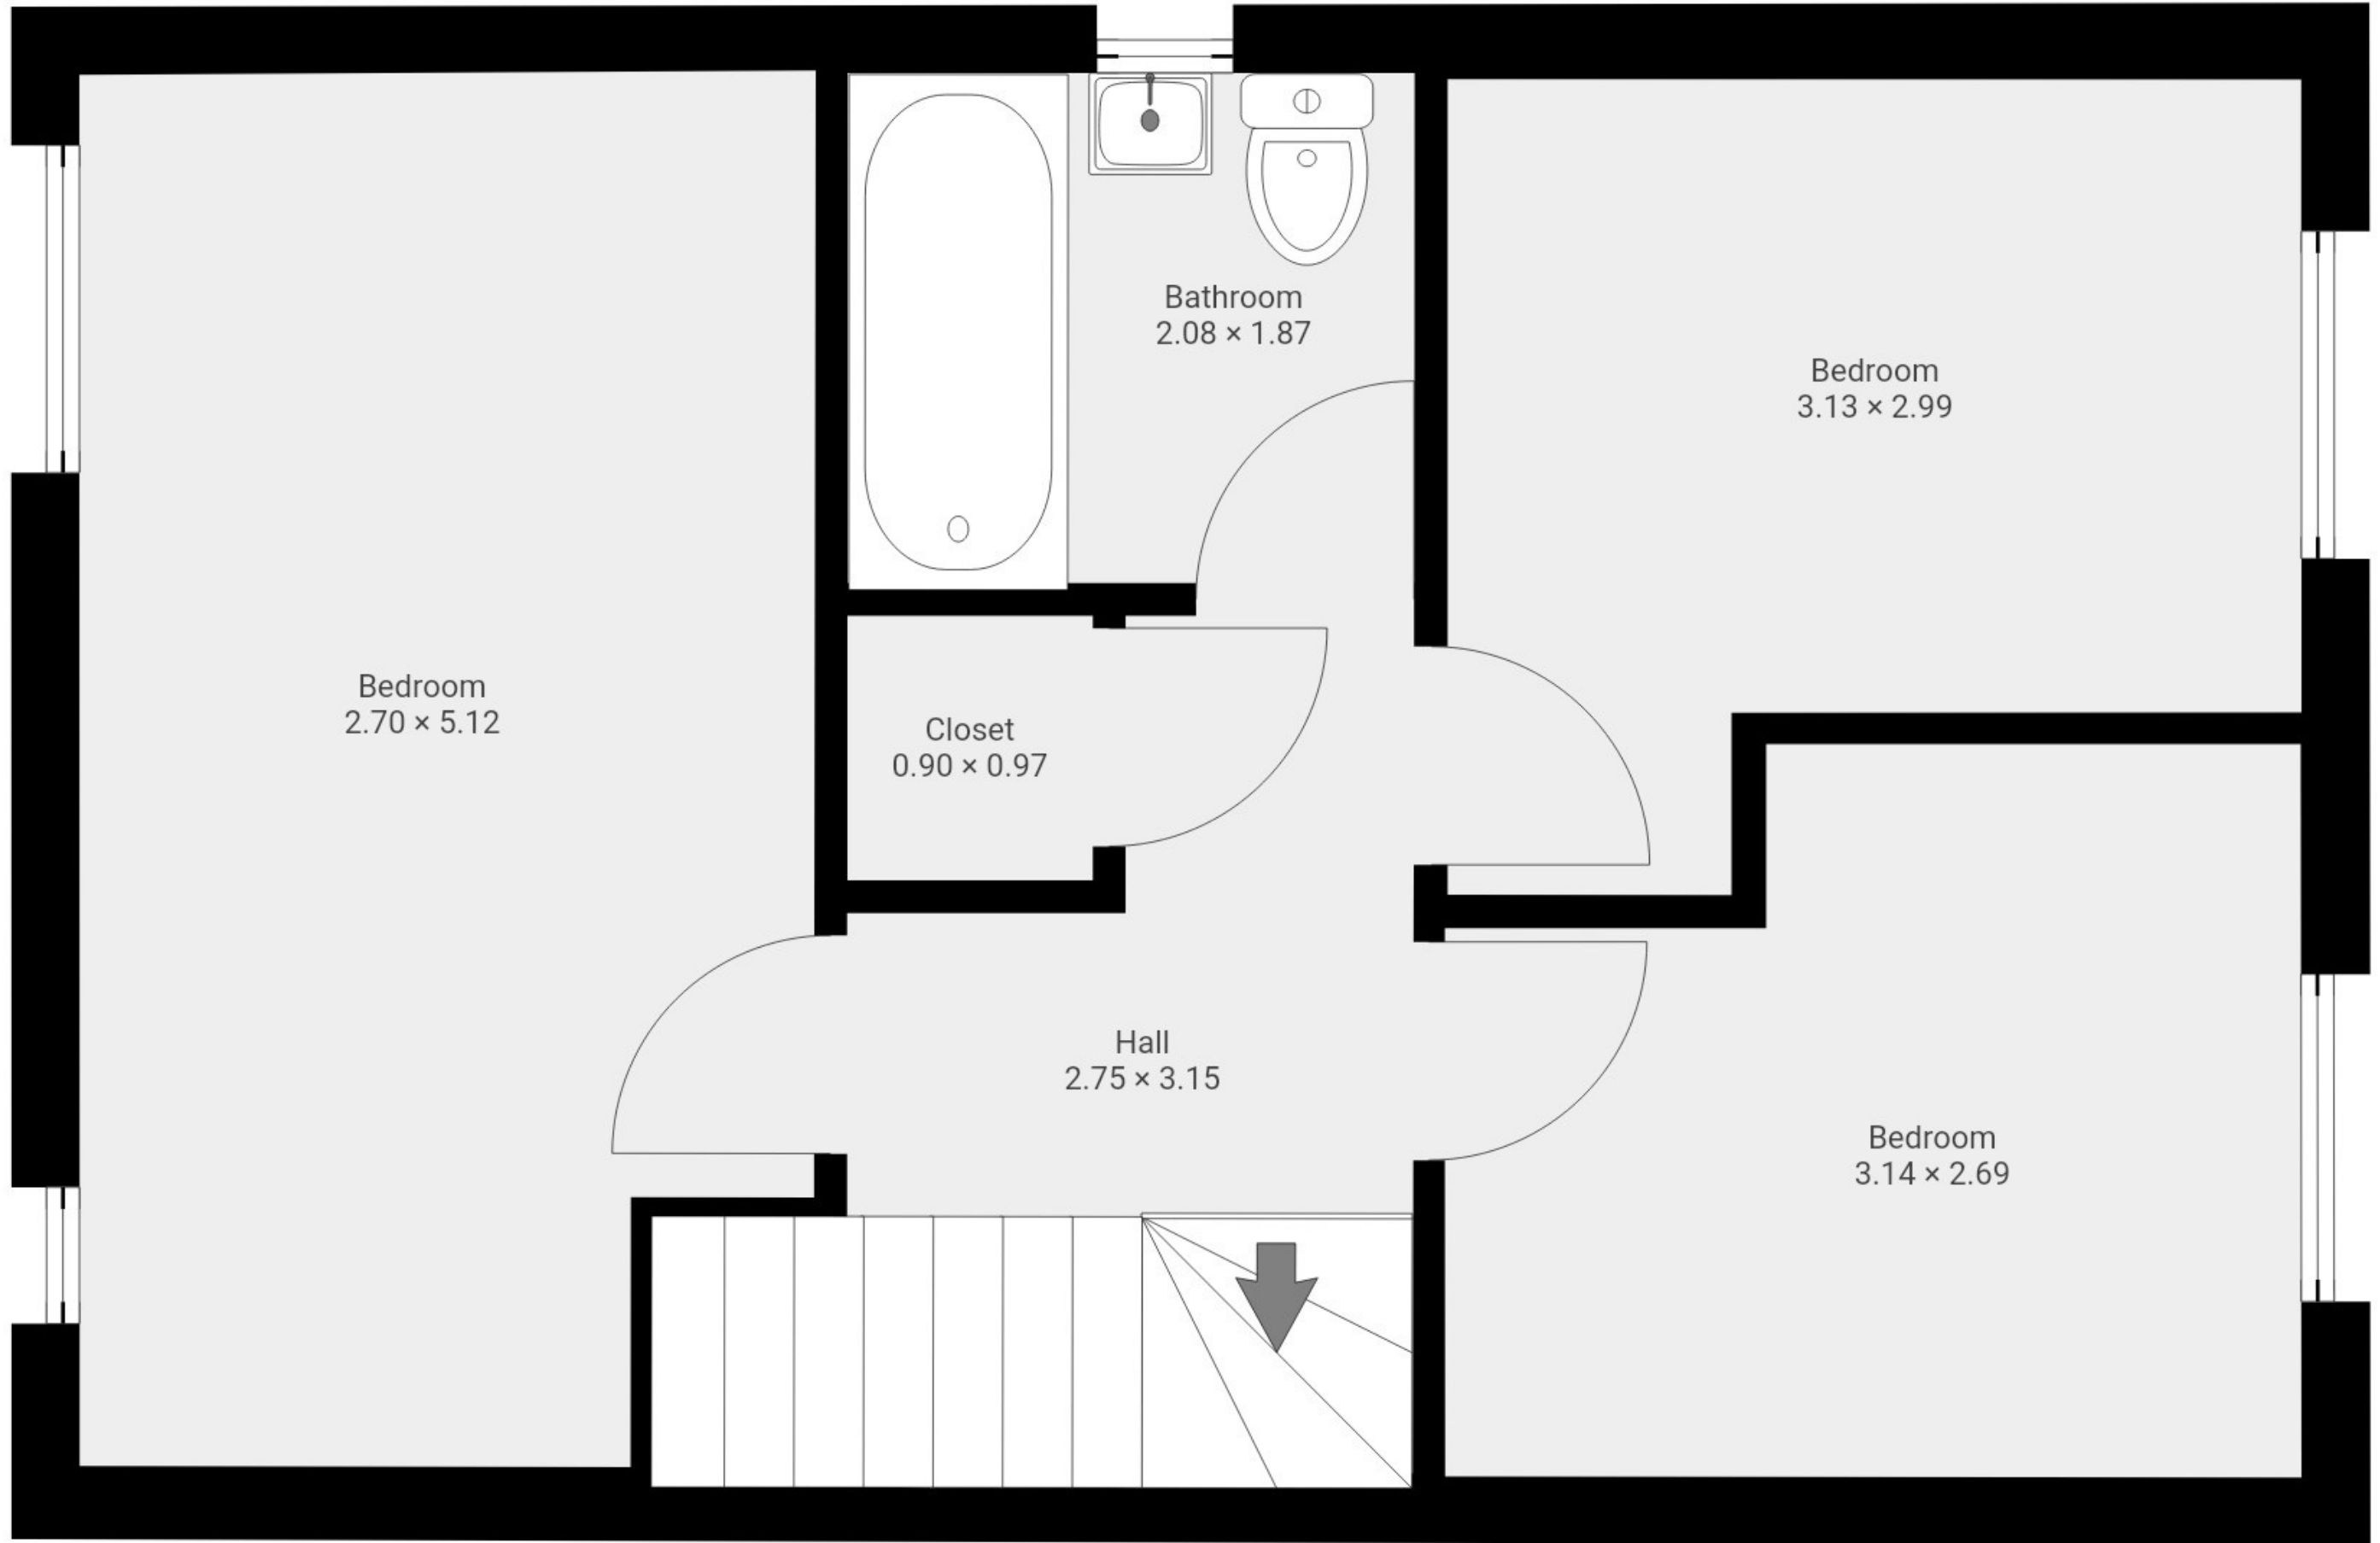 Bathroom
2.08 × 1.87
Bedroom
3.13 × 2.99
Bedroom
2.70 × 5.12
Closet
0.90 × 0.97
Hall
2.75 × 3.15
Bedroom
3.14 × 2.69